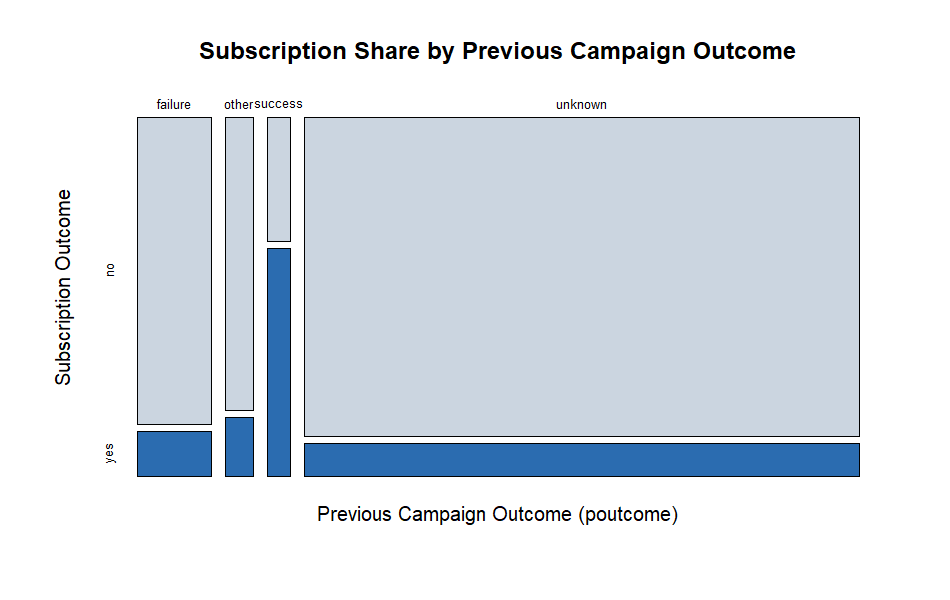 Subscription Share by Previous Campaign Outcome
failure other success unknown
Subscription Outcome
no
yes
Previous Campaign Outcome (poutcome)